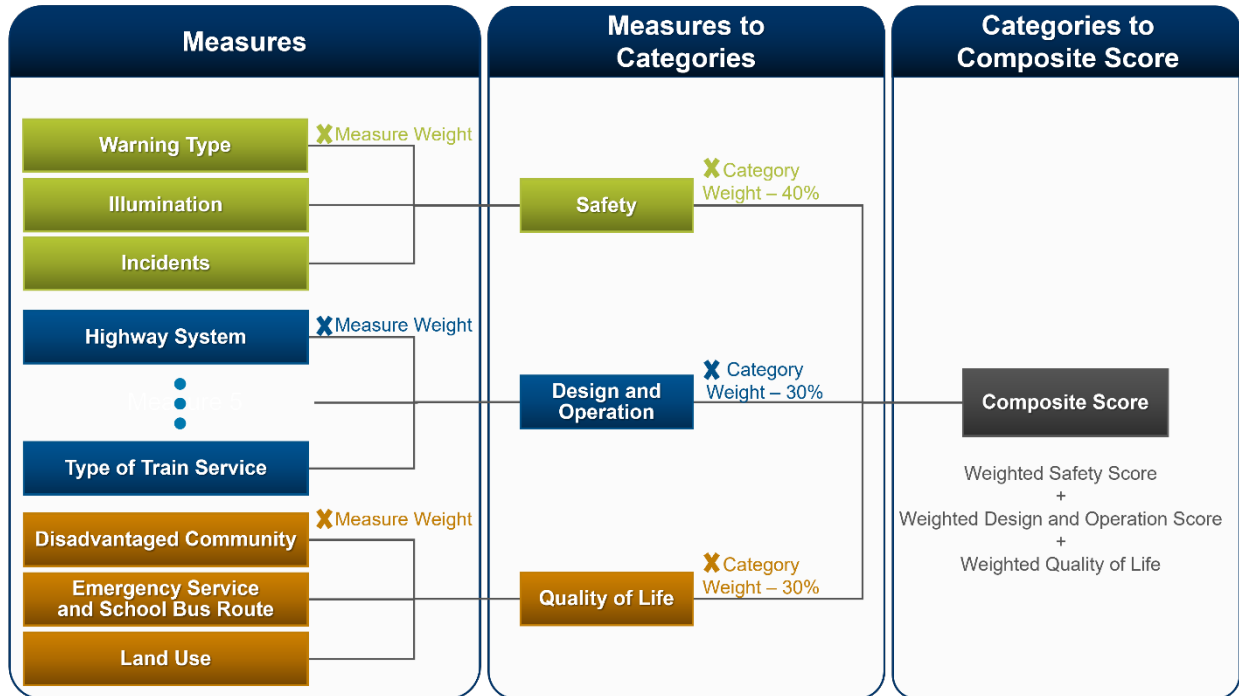 Measures
Measures to
Categories
Categories to
Composite Score
Warning Type
Illumination
Incidents
X Measure Weight
Safety
X Category
Weight – 40%
Highway System
Type of Train Service
X Measure Weight
Design and
Operation
X Category
Weight – 30%
Disadvantaged Community
Emergency Service
and School Bus Route
Land Use
X Measure Weight
Quality of Life
X Category
Weight – 30%
Composite Score
Weighted Safety Score
+
Weighted Design and Operation Score
+
Weighted Quality of Life